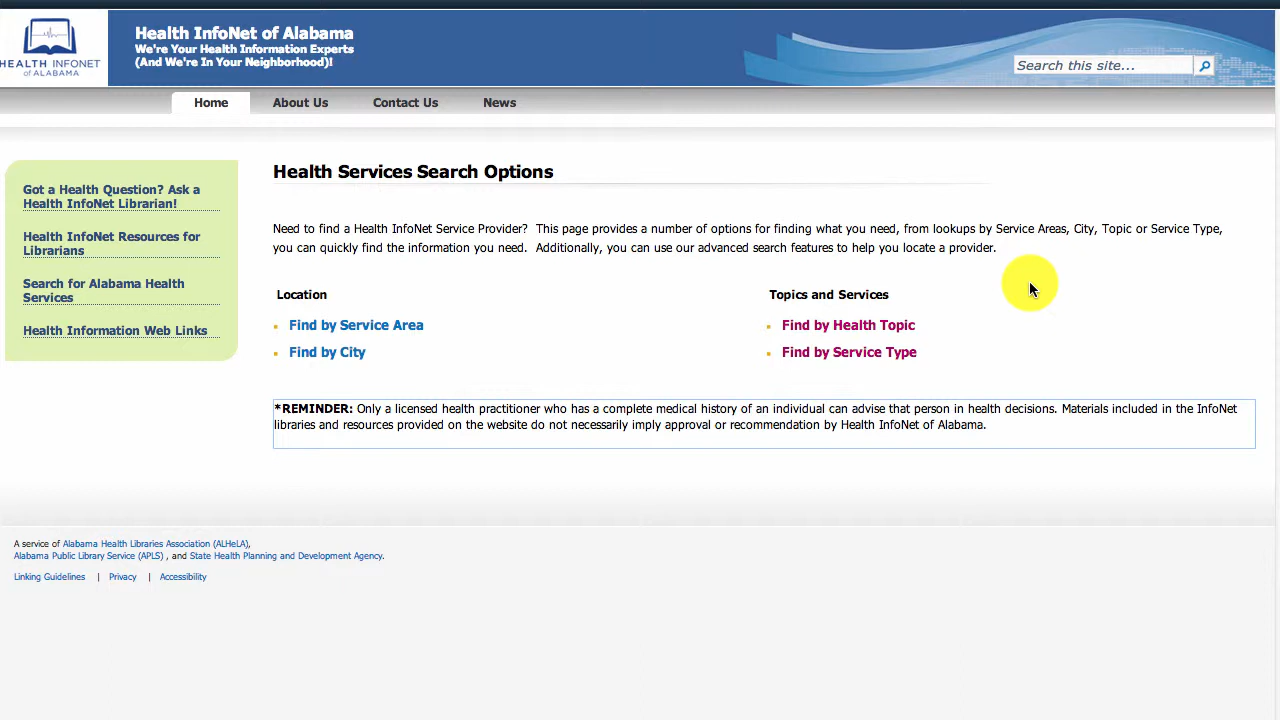 HEALTH INFONET
OF ALABAMA
Health InfoNet of Alabama
We're Your Health Information Experts
(And We're In Your Neighborhood)!
Search this site...
Home
About Us
Contact Us
News
Got a Health Question? Ask a
Health InfoNet Librarian!
Health InfoNet Resources for
Librarians
Search for Alabama Health
Services
Health Information Web Links
Health Services Search Options
Need to find a Health InfoNet Service Provider?  This page provides a number of options for finding what you need, from lookups by Service Areas, City, Topic or Service Type,
you can quickly find the information you need.  Additionally, you can use our advanced search features to help you locate a provider.
Location
Find by Service Area
Find by City
Topics and Services
Find by Health Topic
Find by Service Type
*REMINDER: Only a licensed health practitioner who has a complete medical history of an individual can advise that person in health decisions. Materials included in the InfoNet
libraries and resources provided on the website do not necessarily imply approval or recommendation by Health InfoNet of Alabama.
A service of Alabama Health Libraries Association (ALHeLA),
Alabama Public Library Service (APLS) , and State Health Planning and Development Agency.
Linking Guidelines | Privacy | Accessibility